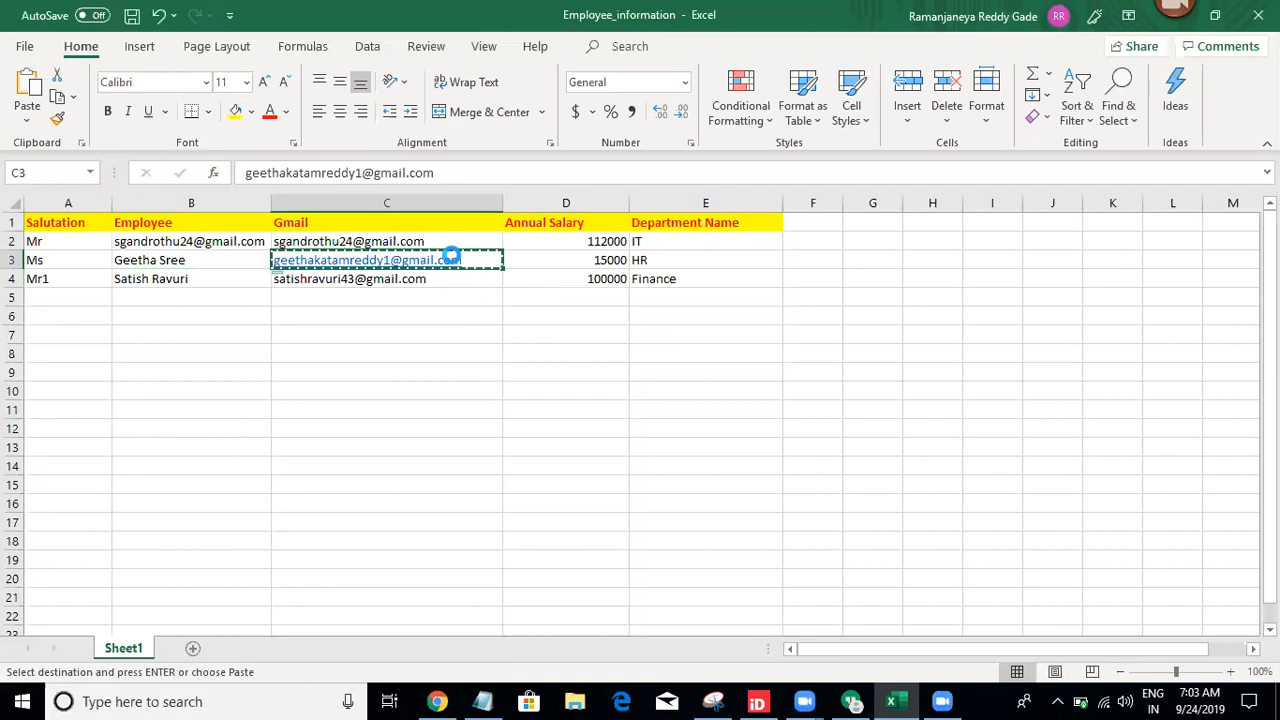 AutoSave Off Employee_information - Excel Ramanjaneya Reddy Gade RR
File Home Insert Page Layout Formulas Data Review View Help Search Share Comments
Paste Calibri 11 Wrap Text General Conditional Formatting Format as Table Cell Styles Insert Delete Format Sort & Filter Find & Select Ideas
B I U Merge & Center $ %
Clipboard Font Alignment Number Styles Cells Editing Ideas
C3 fx geethakatamreddy1@gmail.com
A B C D E F G H I J K L M
1 Salutation Employee Gmail Annual Salary Department Name
2 Mr sgandrothu24@gmail.com sgandrothu24@gmail.com 112000 IT
3 Ms Geetha Sree geethakatamreddy1@gmail.com 15000 HR
4 Mr1 Satish Ravuri satishravuri43@gmail.com 100000 Finance
5
6
7
8
9
10
11
12
13
14
15
16
17
18
19
20
21
22
23
Sheet1
Select destination and press ENTER or choose Paste 100%
Type here to search ENG 7:03 AM
IN 9/24/2019